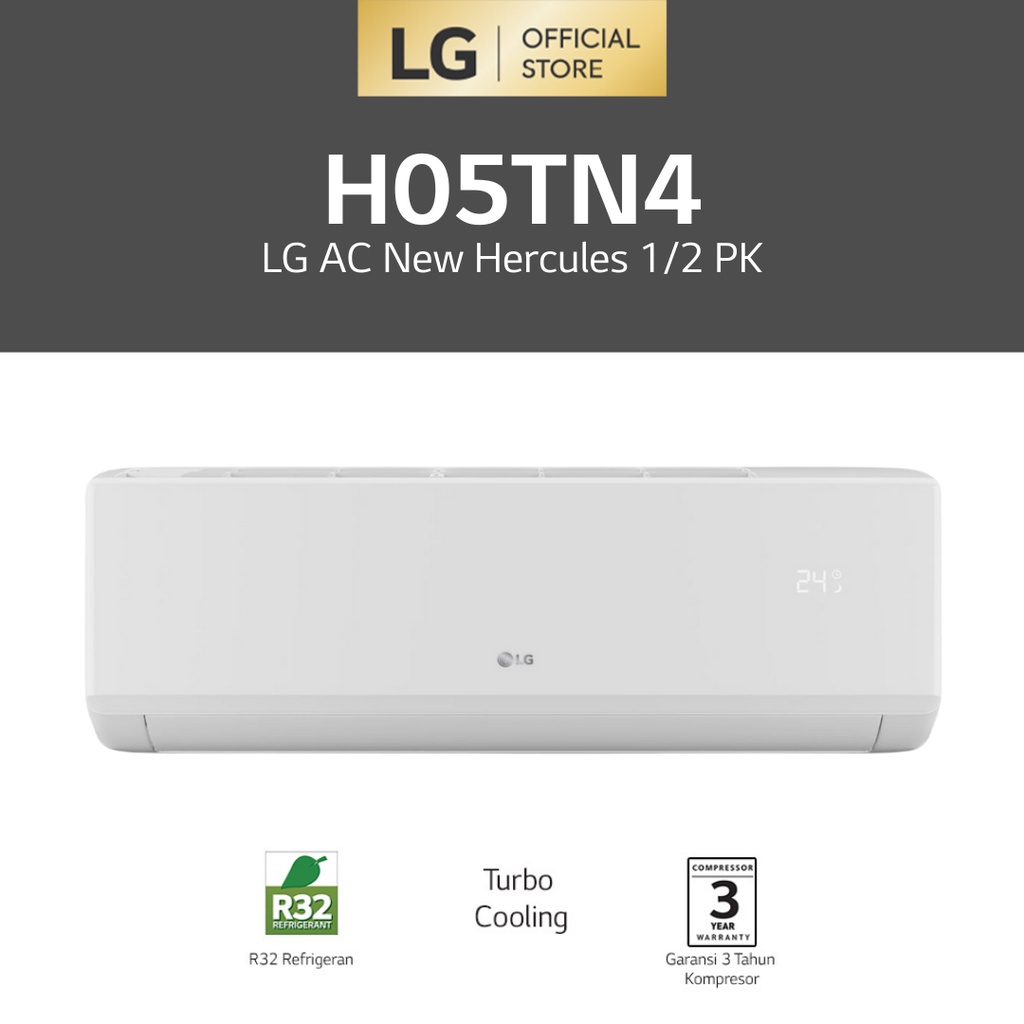 LG
OFFICIAL
STORE
H05TN4
LG AC New Hercules 1/2 PK
24
LG
R32
REFRIGERANT
R32 Refrigeran
Turbo
Cooling
COMPRESSOR
3
YEAR
WARRANTY
Garansi 3 Tahun
Kompresor